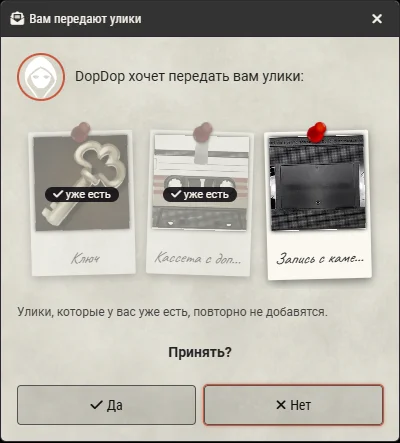 Вам передают улики
DopDop хочет передать вам улики:
уже есть
уже есть
Ключ
Кассета с доп...
Запись с каме...
Улики, которые у вас уже есть, повторно не добавятся.
Принять?
Да
Нет